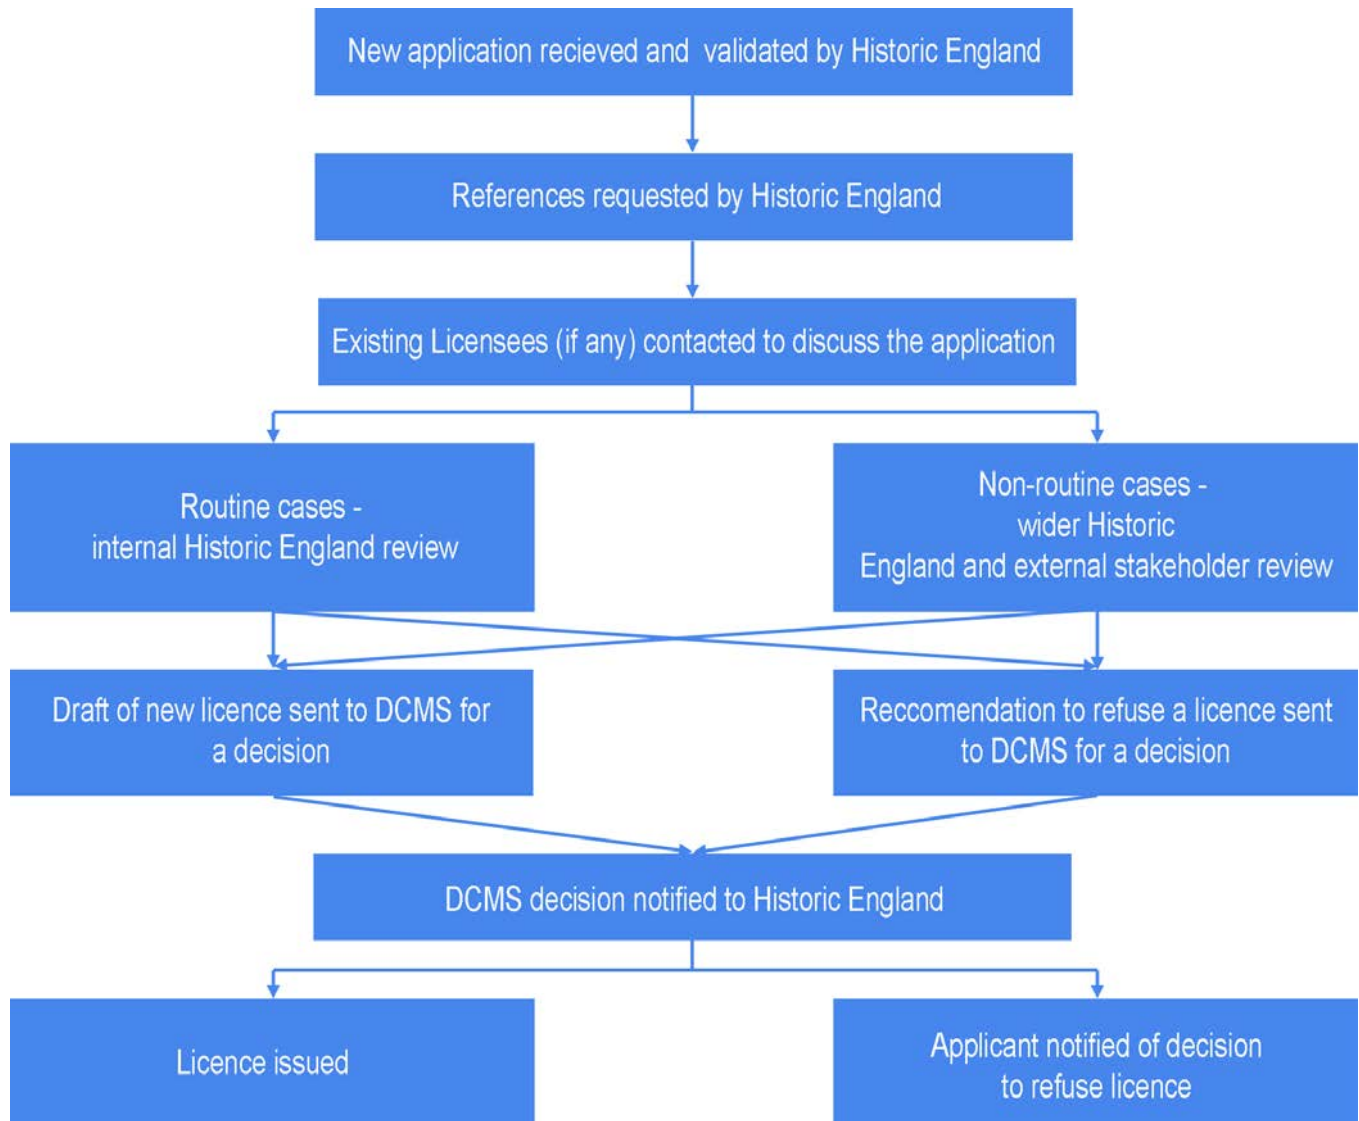 New application recieved and  validated by Historic England
References requested by Historic England
Existing Licensees (if any) contacted to discuss the application
Routine cases -
internal Historic England review
Non-routine cases -
wider Historic
England and external stakeholder review
Draft of new licence sent to DCMS for
a decision
Reccomendation to refuse a licence sent
to DCMS for a decision
DCMS decision notified to Historic England
Licence issued
Applicant notified of decision
to refuse licence